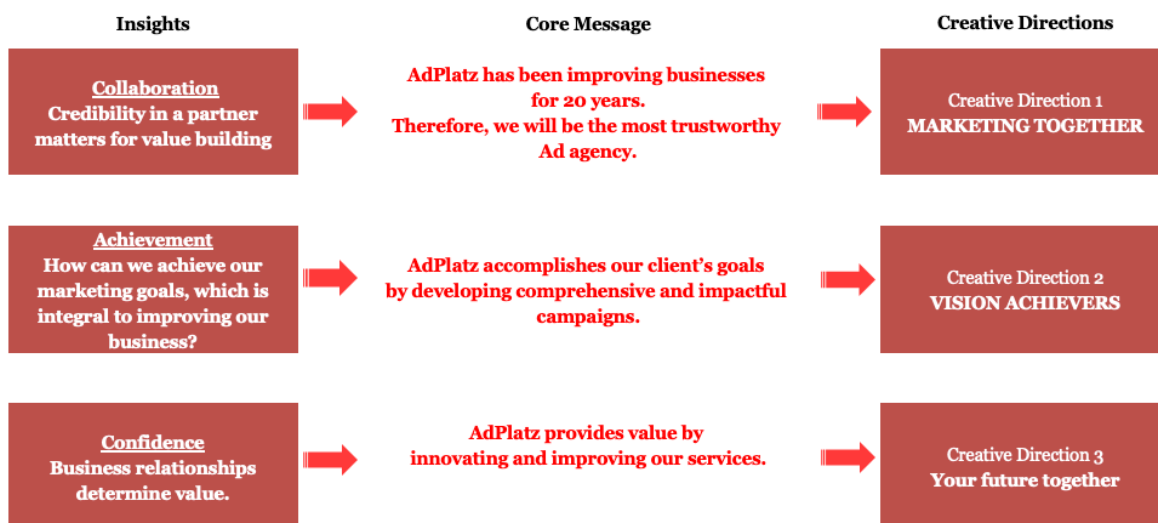 Insights
Core Message
Creative Directions
Collaboration
Credibility in a partner
matters for value building
AdPlatz has been improving businesses
for 20 years.
Therefore, we will be the most trustworthy
Ad agency.
Creative Direction 1
MARKETING TOGETHER
Achievement
How can we achieve our
marketing goals, which is
integral to improving our
business?
AdPlatz accomplishes our client’s goals
by developing comprehensive and impactful
campaigns.
Creative Direction 2
VISION ACHIEVERS
Confidence
Business relationships
determine value.
AdPlatz provides value by
innovating and improving our services.
Creative Direction 3
Your future together